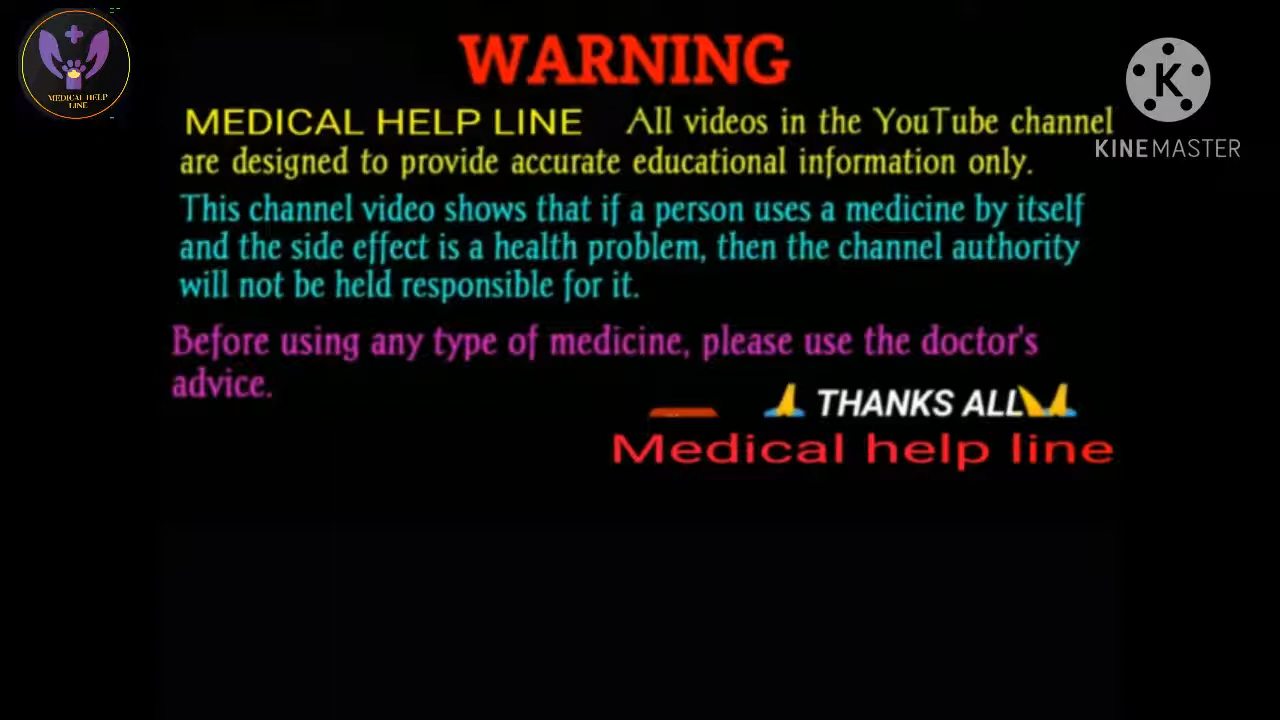 WARNING
MEDICAL HELP LINE All videos in the YouTube channel
are designed to provide accurate educational information only.
This channel video shows that if a person uses a medicine by itself
and the side effect is a health problem, then the channel authority
will not be held responsible for it.
Before using any type of medicine, please use the doctor's
advice.
THANKS ALL
Medical help line
MEDICAL HELP
LINE
K
KINEMASTER